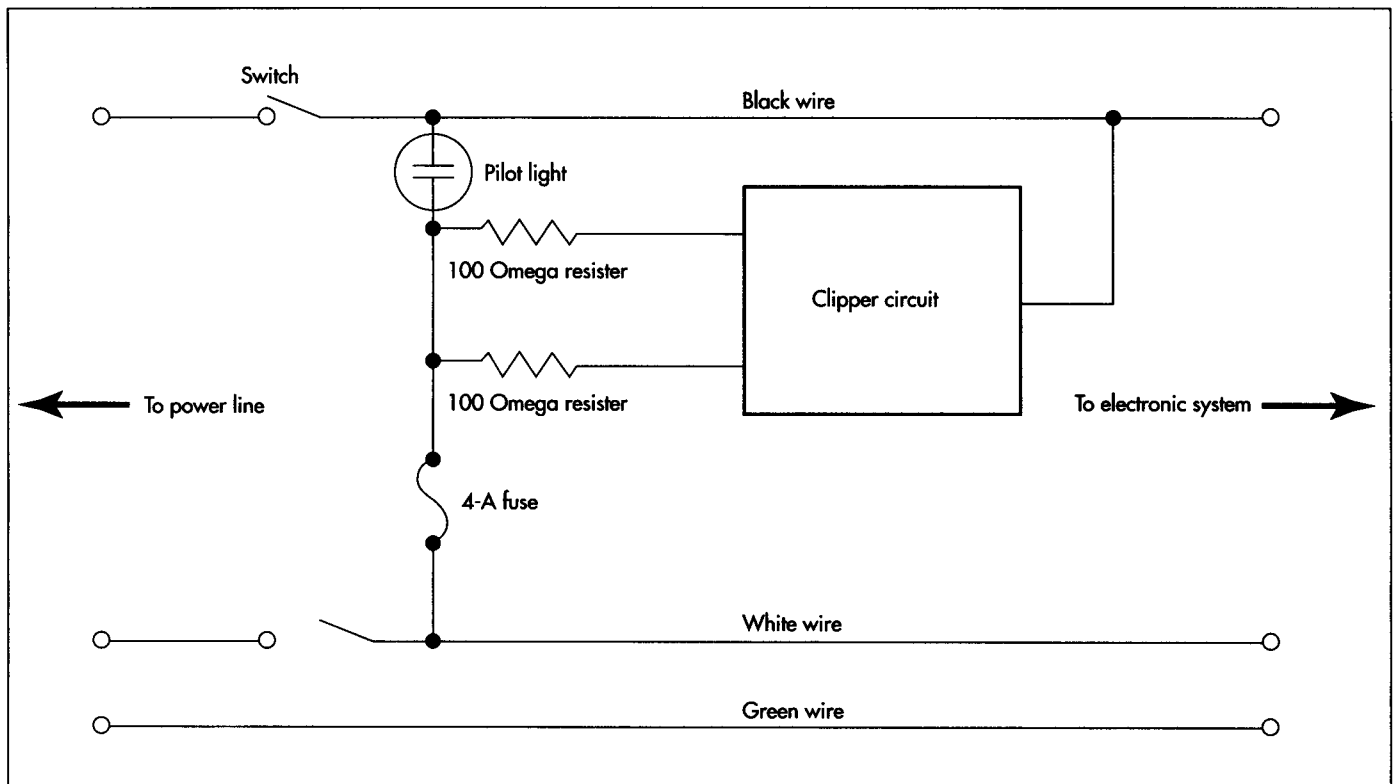 Switch
Black wire
Pilot light
100 Omega resister
Clipper circuit
100 Omega resister
To power line
To electronic system
4-A fuse
White wire
Green wire